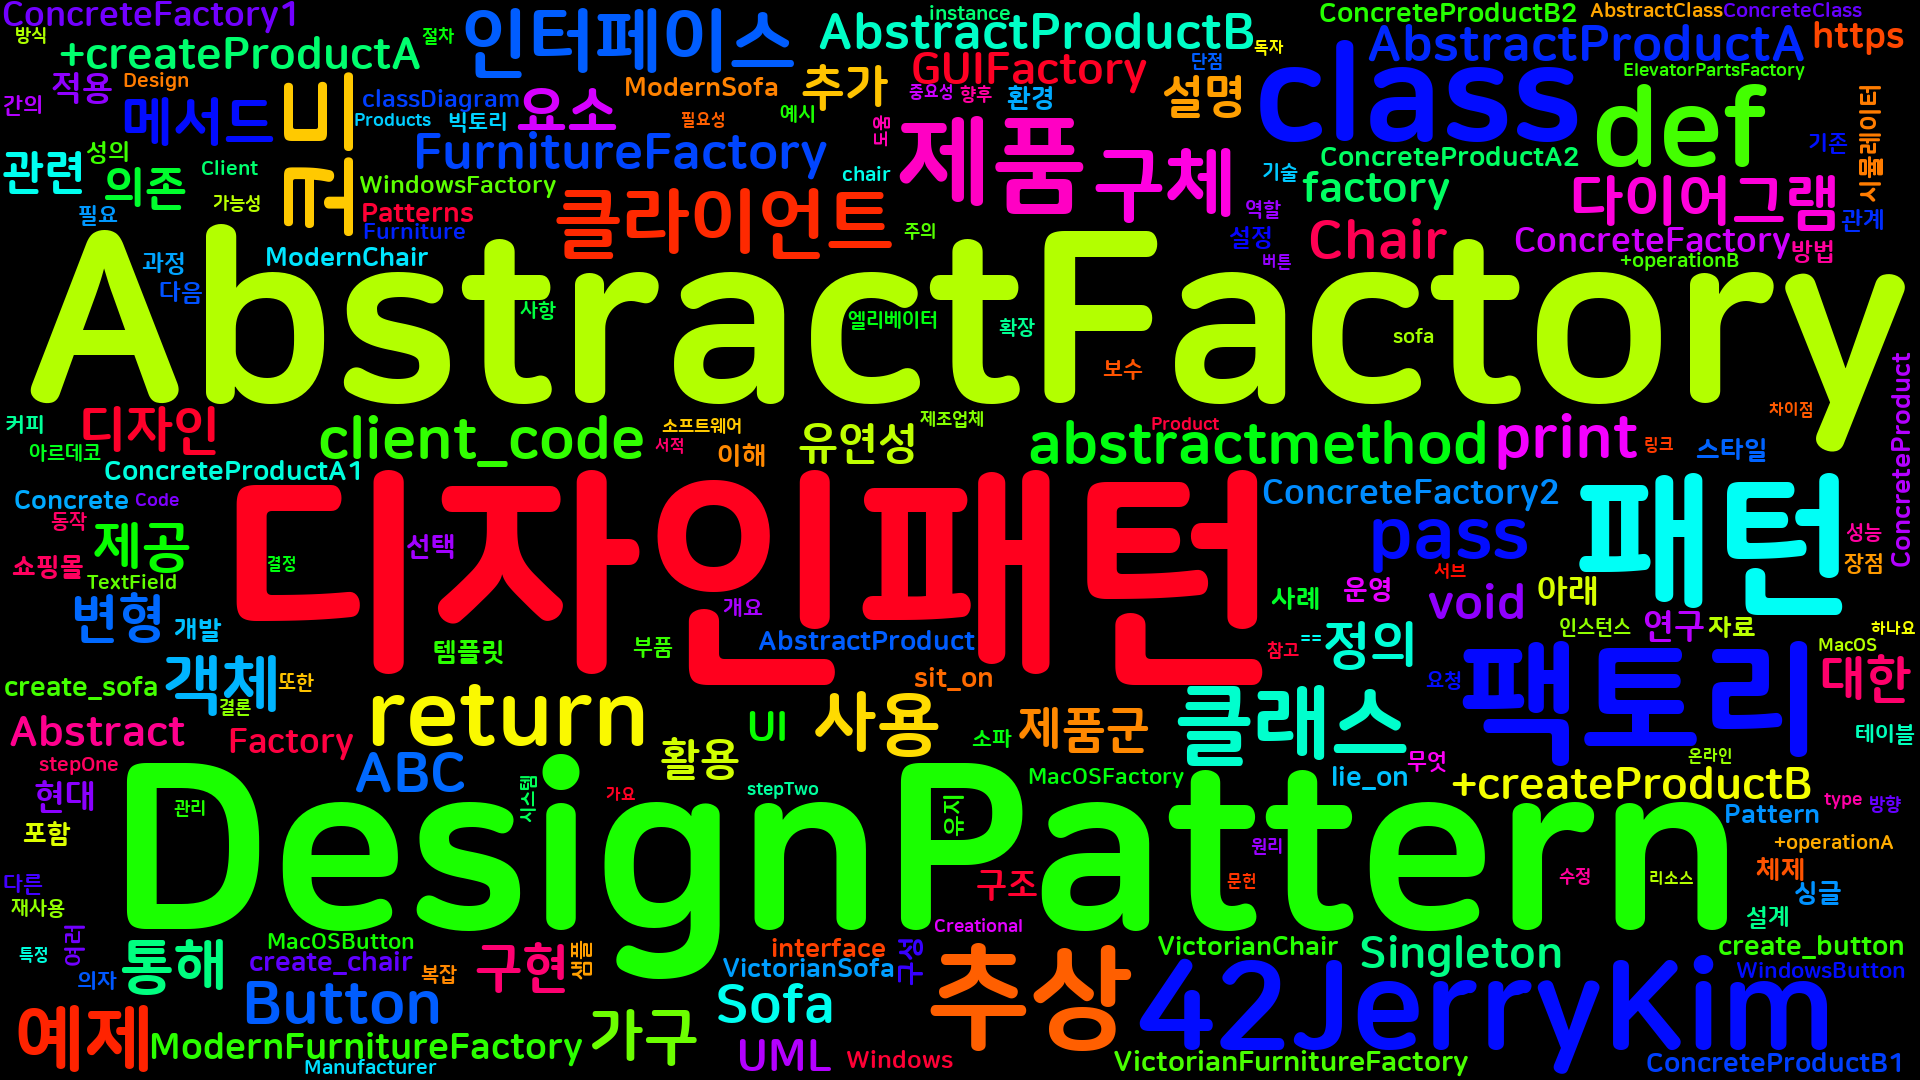 ConcreteFactory1
방식
+createProductA
절차
인터페이스
instance
AbstractProductB
독자
ConcreteProductB2
AbstractClass
ConcreteClass
AbstractProductA
https
적용
Design
간의
메서드
classDiagram
Products
빅토리
요소
ModernSofa
필요성
추가
예시
GUIFactory
중요성
향후
환경
단점
설명
class
ElevatorPartsFactory
def
기존
시뮬레이터
관련
성의
의존
Client
가능성
필요
FurnitureFactory
WindowsFactory
Patterns
Furniture
chair
제품
구체
기술
ConcreteProductA2
factory
역할
다이어그램
관계
클라이언트
주의
설정
버튼
Chair
ConcreteFactory
방법
+operationB
과정
다음
ModernChair
AbstractFactory
사항
엘리베이터
확장
보수
sofa
ConcreteProduct
커피
아르데코
디자인
client_code
소프트웨어
서적
이해
유연성
제조업체
Product
abstractmethod
print
링크
스타일
차이점
ConcreteProductA1
Concrete
Code
동작
제공
쇼핑몰
TextField
디자인패턴
결정
선택
ConcreteFactory2
pass
패턴
성능
장점
서브
변형
개발
개요
템플릿
부품
AbstractProduct
사례
운영
void
아래
==
정의
참고
인스턴스
연구
자료
하나요
MacOS
create_sofa
객체
또한
결론
return
sit_on
클래스
요청
팩토리
대한
Abstract
Factory
stepOne
현대
ABC
활용
UI
사용
소파
제품군
무엇
온라인
테이블
시스템
가요
stepTwo
MacOSFactory
lie_on
+createProductB
type
방향
포함
관리
DesignPattern
유지
원리
Pattern
+operationA
다른
재사용
구조
문헌
수정
리소스
체제
싱글
설계
특정
여러
의자
통해
MacOSButton
create_chair
복잡
구현
샘플
Creational
interface
VictorianSofa
구성
추상
VictorianChair
Singleton
create_button
WindowsButton
42JerryKim
예제
Button
ModernFurnitureFactory
Manufacturer
가구
Sofa
UML
Windows
VictorianFurnitureFactory
ConcreteProductB1